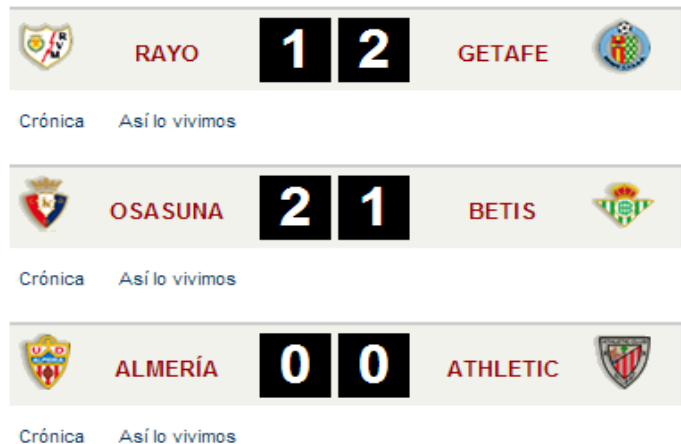 RAYO 1 2 GETAFE
Crónica Así lo vivimos
OSASUNA 2 1 BETIS
Crónica Así lo vivimos
ALMERÍA 0 0 ATHLETIC
Crónica Así lo vivimos